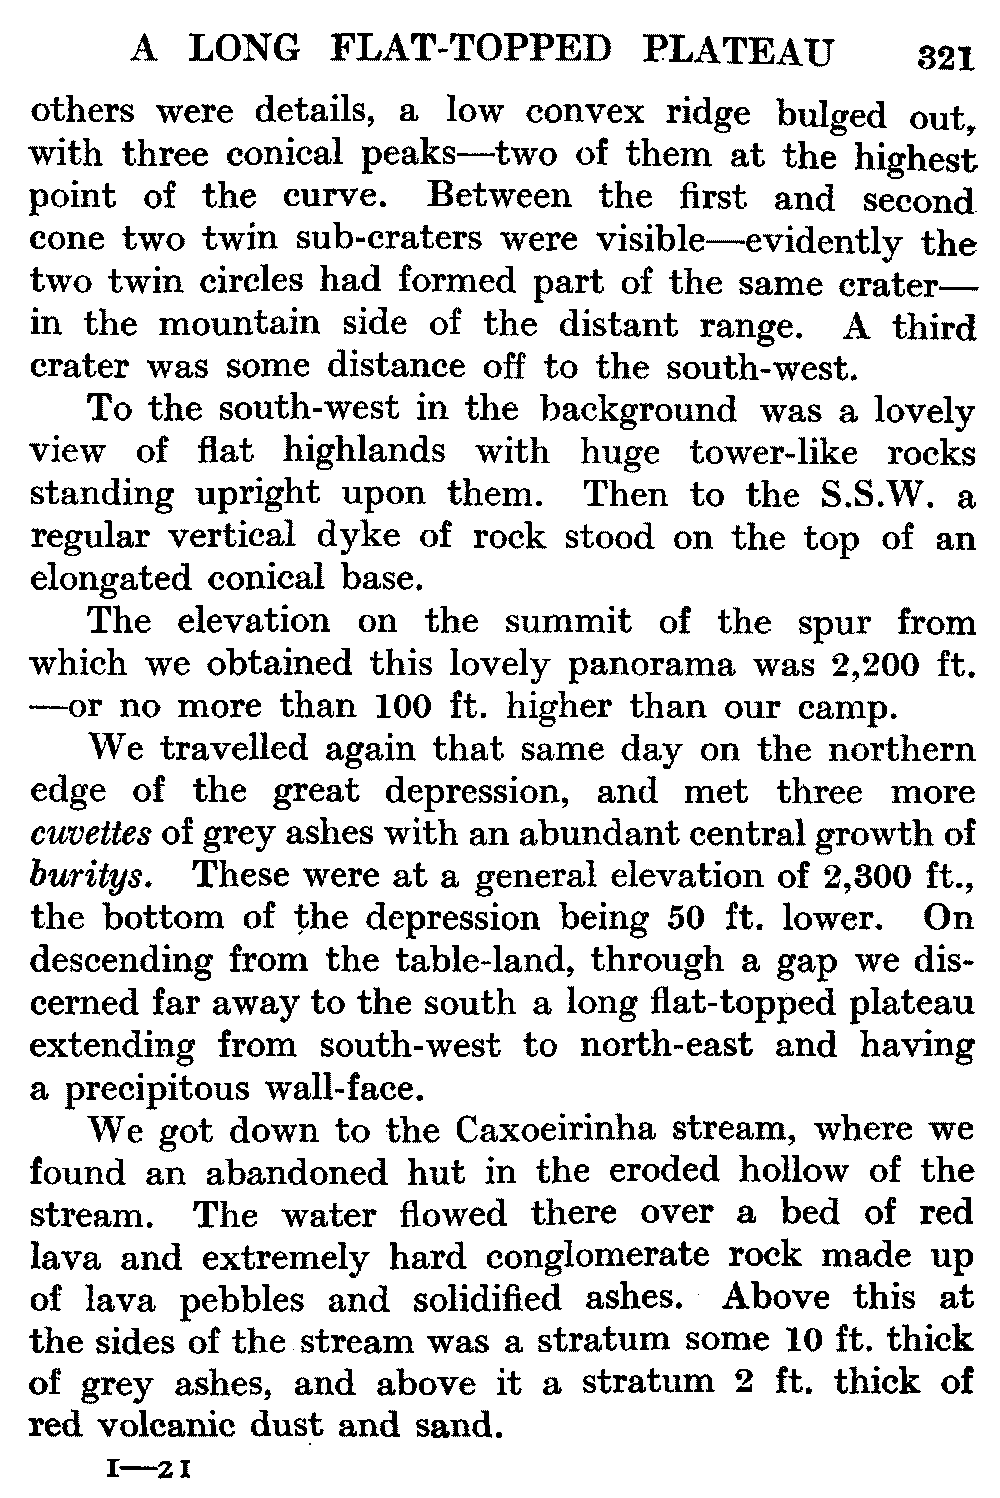 A LONG FLAT-TOPPED PLATEAU 321
others were details, a low convex ridge bulged out,
with three conical peaks—two of them at the highest
point of the curve. Between the first and second
cone two twin sub-craters were visible—evidently the
two twin circles had formed part of the same crater—
in the mountain side of the distant range. A third
crater was some distance off to the south-west.
To the south-west in the background was a lovely
view of flat highlands with huge tower-like rocks
standing upright upon them. Then to the S.S.W. a
regular vertical dyke of rock stood on the top of an
elongated conical base.
The elevation on the summit of the spur from
which we obtained this lovely panorama was 2,200 ft.
—or no more than 100 ft. higher than our camp.
We travelled again that same day on the northern
edge of the great depression, and met three more
cuvettes of grey ashes with an abundant central growth of
buritys. These were at a general elevation of 2,300 ft.,
the bottom of the depression being 50 ft. lower. On
descending from the table-land, through a gap we dis-
cerned far away to the south a long flat-topped plateau
extending from south-west to north-east and having
a precipitous wall-face.
We got down to the Caxoeirinha stream, where we
found an abandoned hut in the eroded hollow of the
stream. The water flowed there over a bed of red
lava and extremely hard conglomerate rock made up
of lava pebbles and solidified ashes. Above this at
the sides of the stream was a stratum some 10 ft. thick
of grey ashes, and above it a stratum 2 ft. thick of
red volcanic dust and sand.
I—21